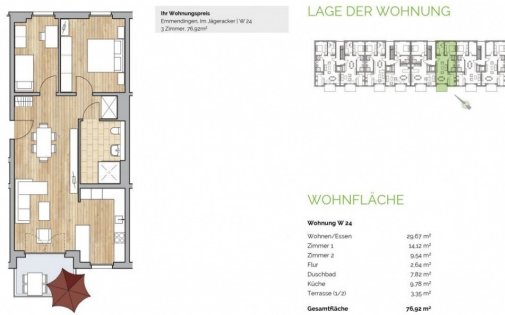 Ihr Wohnungspreis
Emmendingen, Im Jägeracker | W 24
3 Zimmer, 76,92m²
LAGE DER WOHNUNG
WOHNFLÄCHE
Wohnung W 24
Wohnen/Essen 29,67 m²
Zimmer 1 14,12 m²
Zimmer 2 9,54 m²
Flur 2,64 m²
Duschbad 7,82 m²
Küche 9,78 m²
Terrasse (1/2) 3,35 m²
Gesamtfläche 76,92 m²